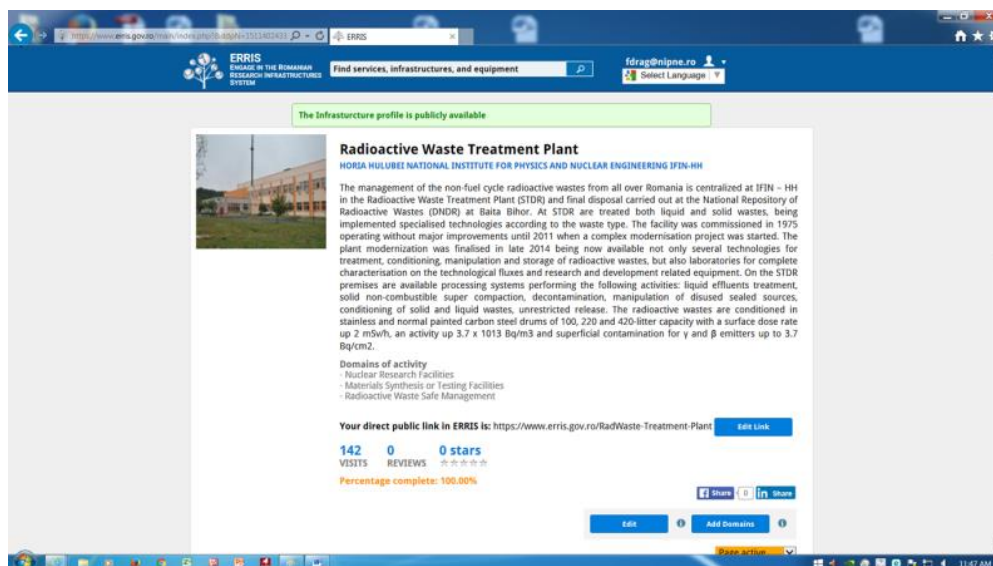 https://www.erris.gov.ro/main/index.php?
ERRIS
ERRIS
ENGAGE IN THE ROMANIAN
RESEARCH INFRASTRUCTURES
SYSTEM
Find services, infrastructures, and equipment
fdrag@nipne.ro
Select Language
The Infrasturcture profile is publicly available
Radioactive Waste Treatment Plant
HORIA HULUBEI NATIONAL INSTITUTE FOR PHYSICS AND NUCLEAR ENGINEERING IFIN-HH
The management of the non-fuel cycle radioactive wastes from all over Romania is centralized at IFIN – HH
in the Radioactive Waste Treatment Plant (STDR) and final disposal carried out at the National Repository of
Radioactive Wastes (DNDR) at Baita Bihor. At STDR are treated both liquid and solid wastes, being
implemented specialised technologies according to the waste type. The facility was commissioned in 1975
operating without major improvements until 2011 when a complex modernisation project was started. The
plant modernization was finalised in late 2014 being now available not only several technologies for
treatment, conditioning, manipulation and storage of radioactive wastes, but also laboratories for complete
characterisation on the technological fluxes and research and development related equipment. On the STDR
premises are available processing systems performing the following activities: liquid effluents treatment,
solid non-combustible super compaction, decontamination, manipulation of disused sealed sources,
conditioning of solid and liquid wastes, unrestricted release. The radioactive wastes are conditioned in
stainless and normal painted carbon steel drums of 100, 220 and 420-litter capacity with a surface dose rate
up 2 mSv/h, an activity up 3.7 x 1013 Bq/m3 and superficial contamination for γ and β emitters up to 3.7
Bq/cm2.
Domains of activity
- Nuclear Research Facilities
- Materials Synthesis or Testing Facilities
- Radioactive Waste Safe Management
Your direct public link in ERRIS is: https://www.erris.gov.ro/RadWaste-Treatment-Plant Edit Link
142 0 0 stars
VISITS REVIEWS
Percentage complete: 100.00%
Share 0 in Share
Edit Add Domains
Page active
11:47 AM